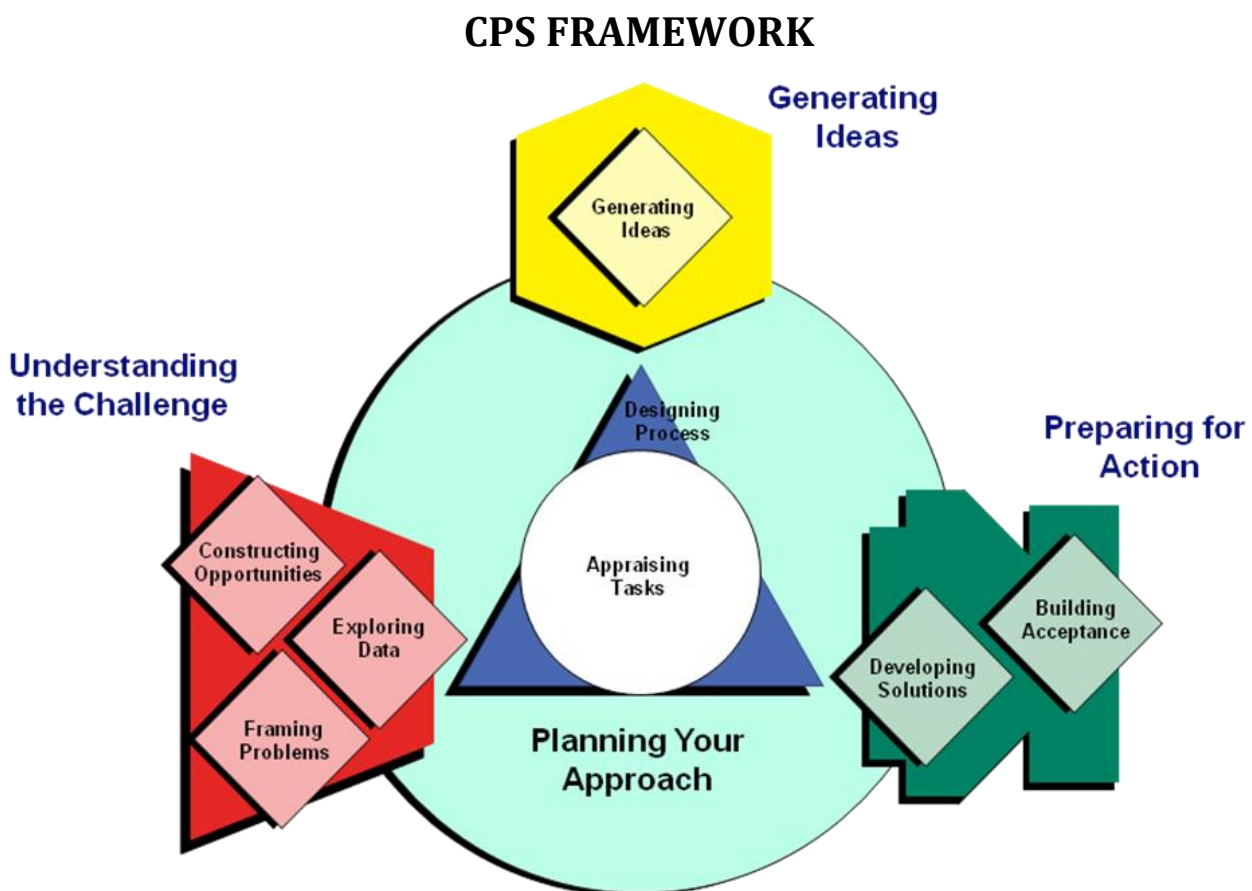 CPS FRAMEWORK
Generating
Ideas
Generating
Ideas
Understanding
the Challenge
Designing
Process
Preparing for
Action
Constructing
Opportunities
Appraising
Tasks
Exploring
Data
Building
Acceptance
Developing
Solutions
Framing
Problems
Planning Your
Approach